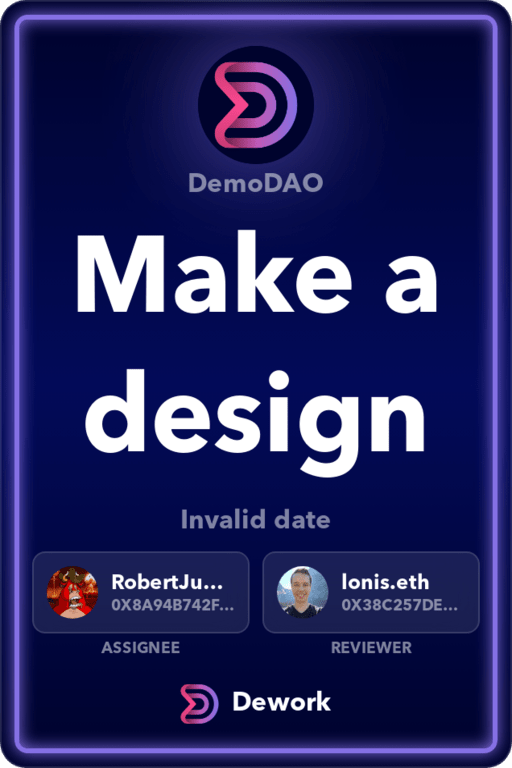 DemoDAO
Make a
design
Invalid date
RobertJu...
0X8A94B742F...
lonis.eth
0X38C257DE...
ASSIGNEE
REVIEWER
Dework